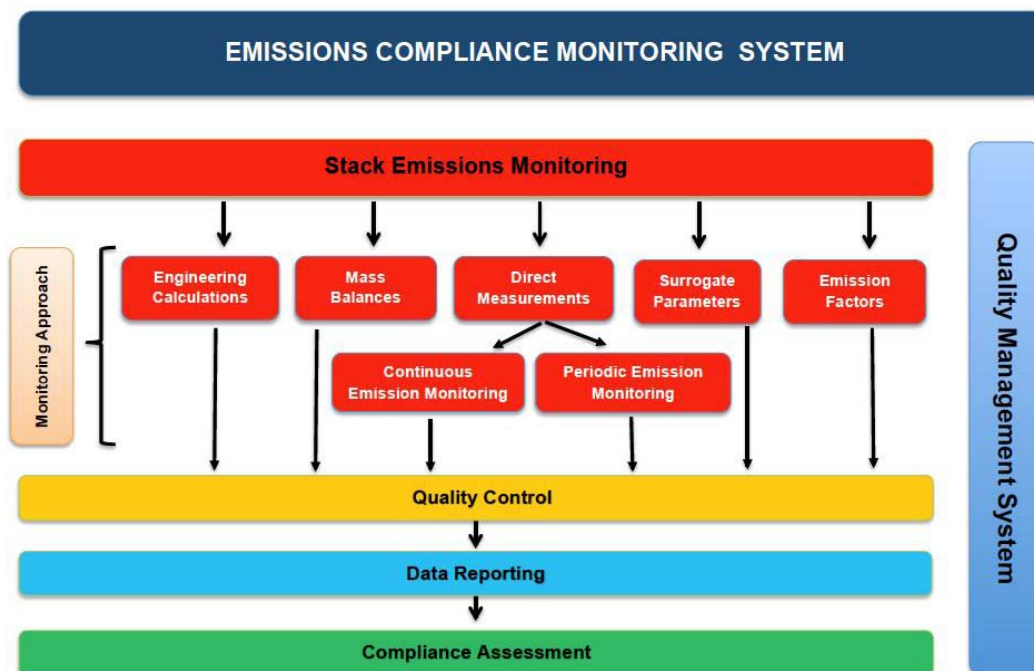 EMISSIONS COMPLIANCE MONITORING SYSTEM
Stack Emissions Monitoring
Monitoring Approach
Engineering
Calculations
Mass
Balances
Direct
Measurements
Surrogate
Parameters
Emission
Factors
Continuous
Emission Monitoring
Periodic Emission
Monitoring
Quality Control
Data Reporting
Compliance Assessment
Quality Management System